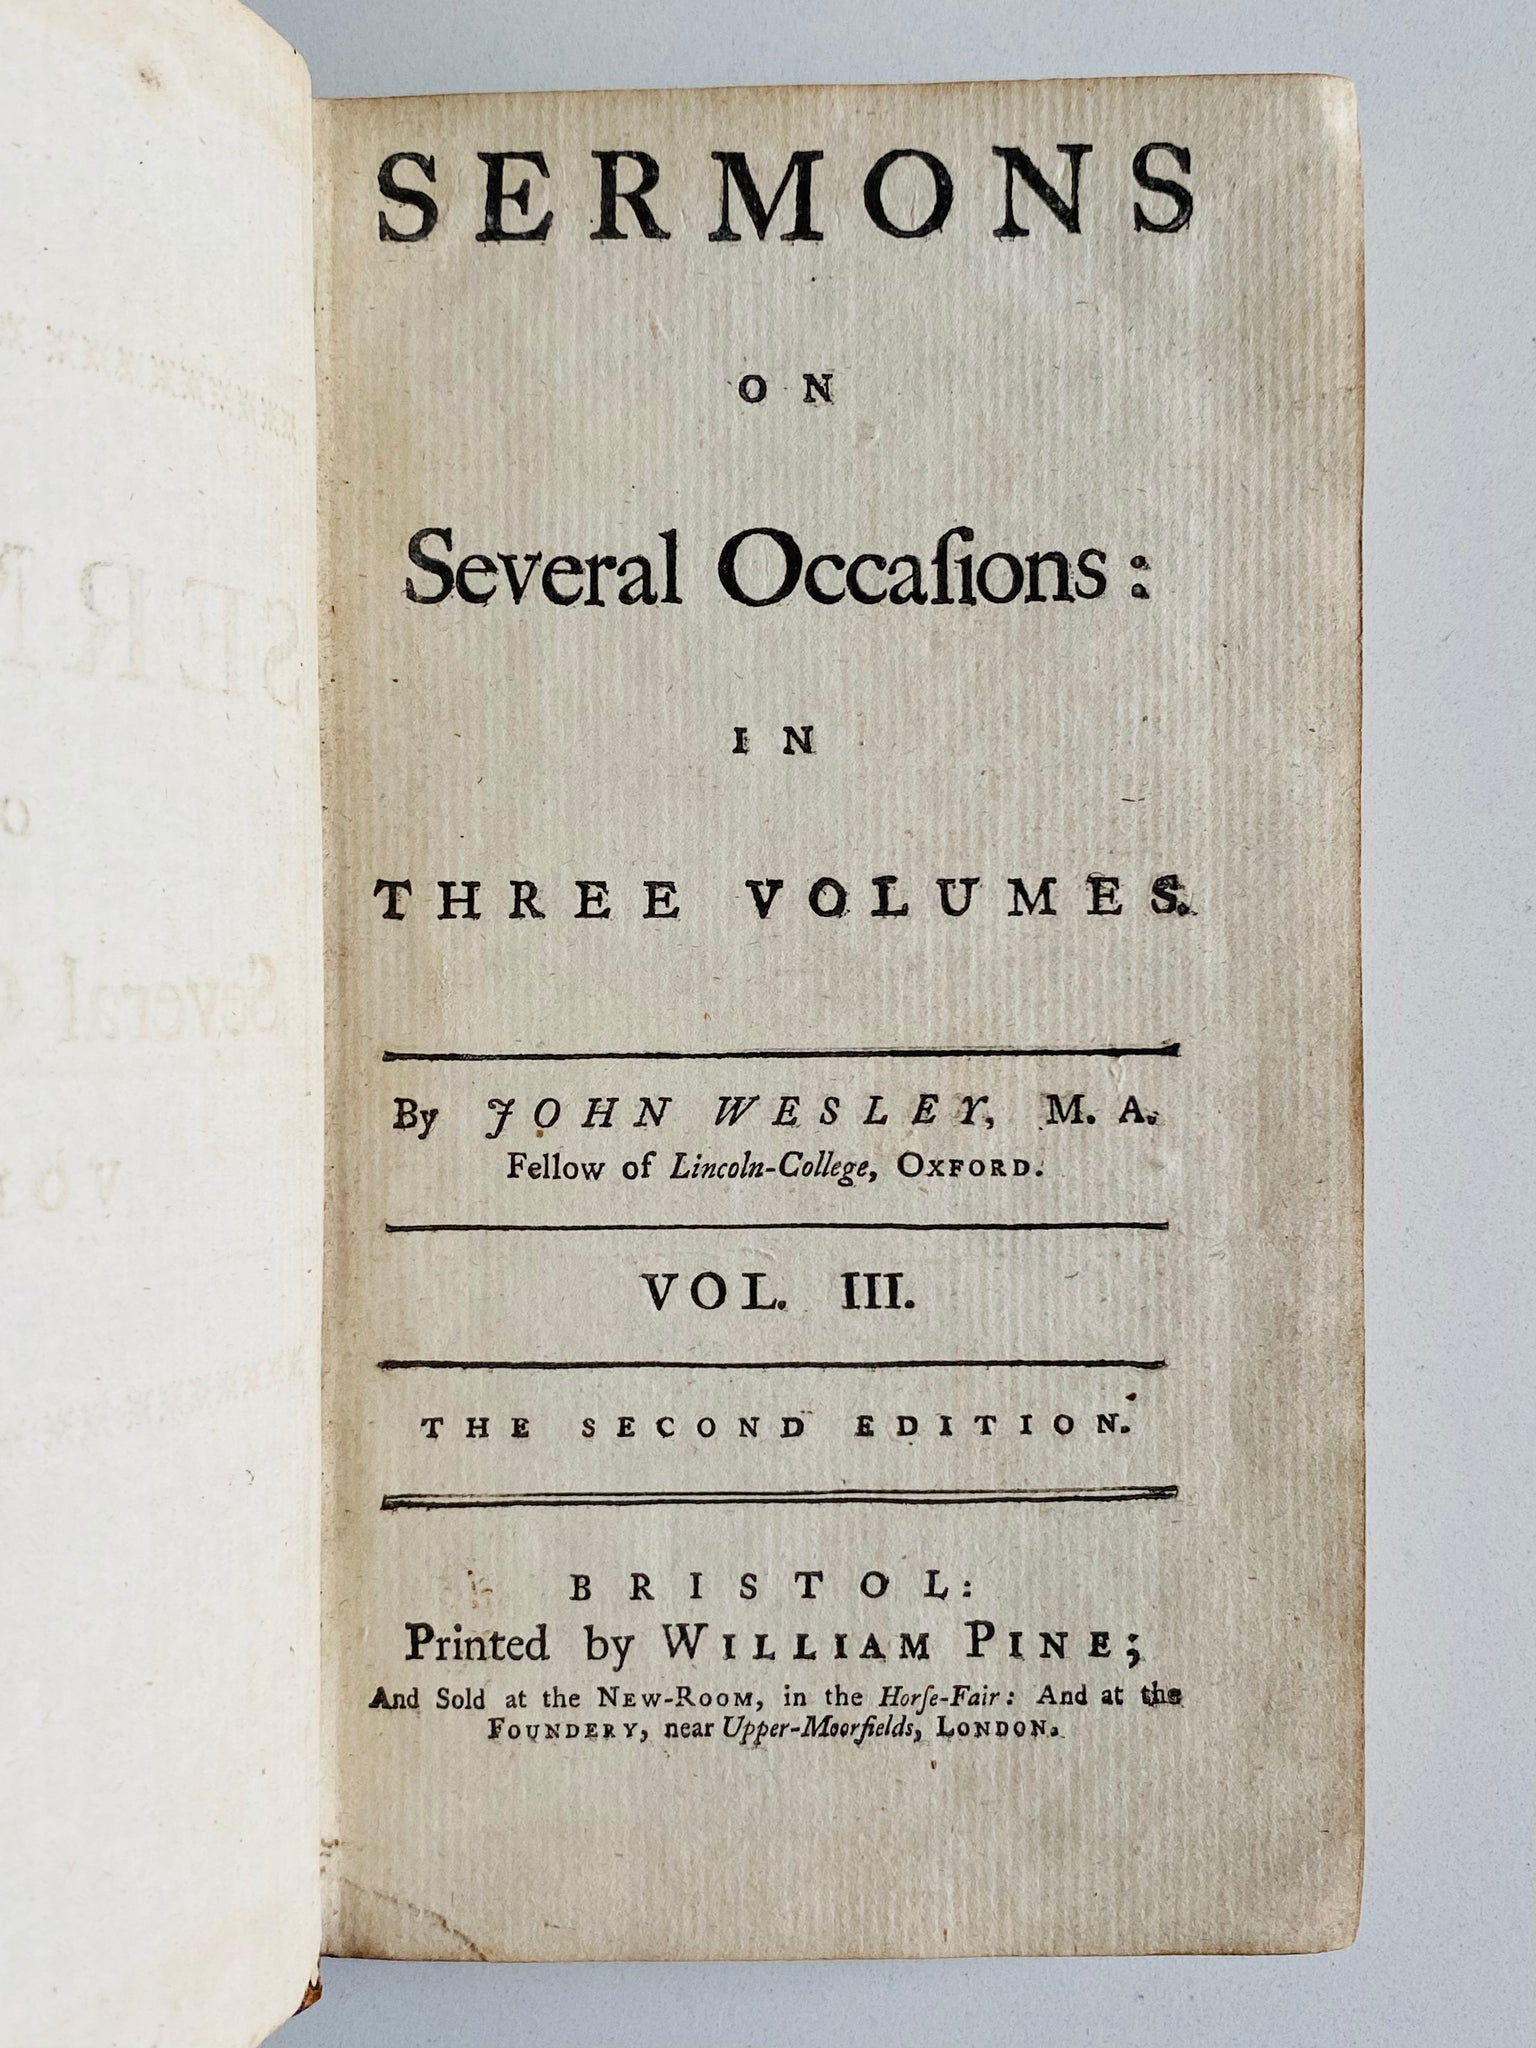 SERMONS
ON
Several Occaſions:
IN
THREE VOLUMES.
By JOHN WESLEY, M. A.
Fellow of Lincoln-College, OXFORD.
VOL. III.
THE SECOND EDITION.
BRISTOL:
Printed by WILLIAM PINE;
And Sold at the NEW-ROOM, in the Horſe-Fair: And at the
FOUNDERY, near Upper-Moorfields, LONDON.